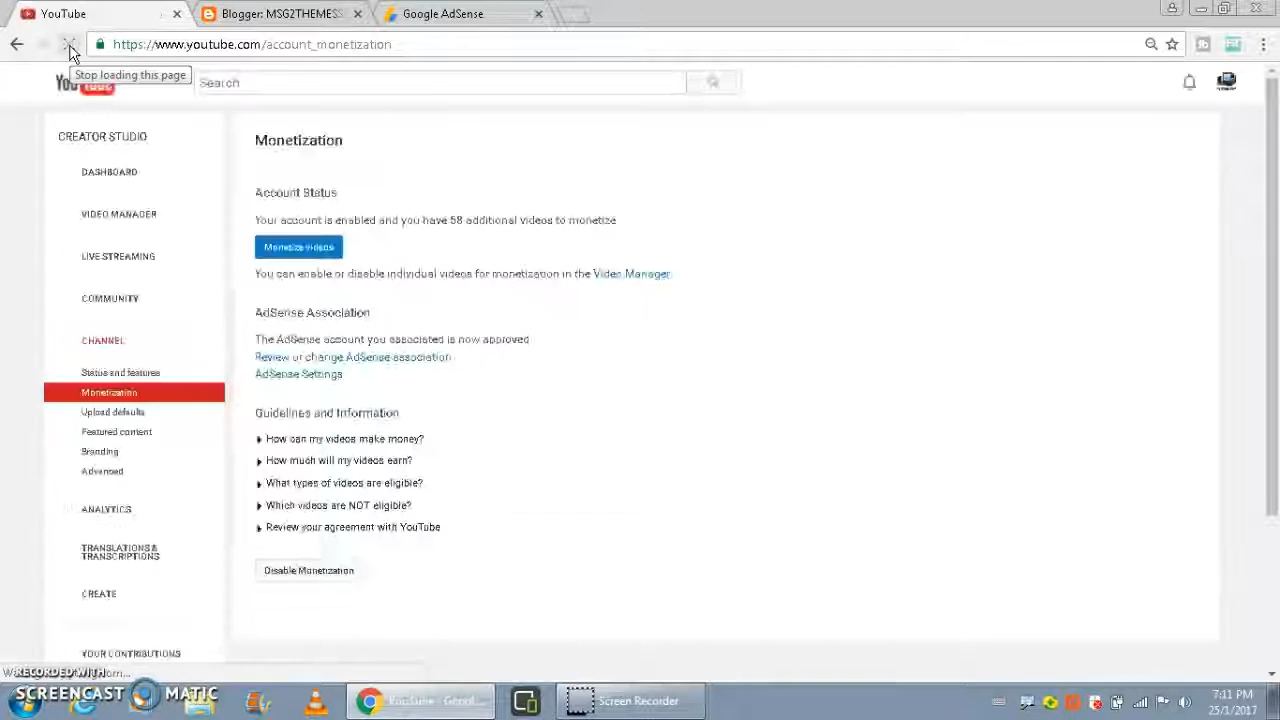 YouTube
Blogger: MSG2THEMES
Google AdSense
https://www.youtube.com/account_monetization
Stop loading this page
Search
CREATOR STUDIO
DASHBOARD
VIDEO MANAGER
LIVE STREAMING
COMMUNITY
CHANNEL
Status and features
Monetization
Upload defaults
Featured content
Branding
Advanced
ANALYTICS
TRANSLATIONS &
TRANSCRIPTIONS
CREATE
YOUR CONTRIBUTIONS
Monetization
Account Status
Your account is enabled and you have 58 additional videos to monetize
Monetize videos
You can enable or disable individual videos for monetization in the Video Manager.
AdSense Association
The AdSense account you associated is now approved
Review or change AdSense association
AdSense Settings
Guidelines and Information
How can my videos make money?
How much will my videos earn?
What types of videos are eligible?
Which videos are NOT eligible?
Review your agreement with YouTube
Disable Monetization
RECORDED WITH
SCREENCAST MATIC
YouTube - Googl...
Screen Recorder
7:11 PM
25/1/2017